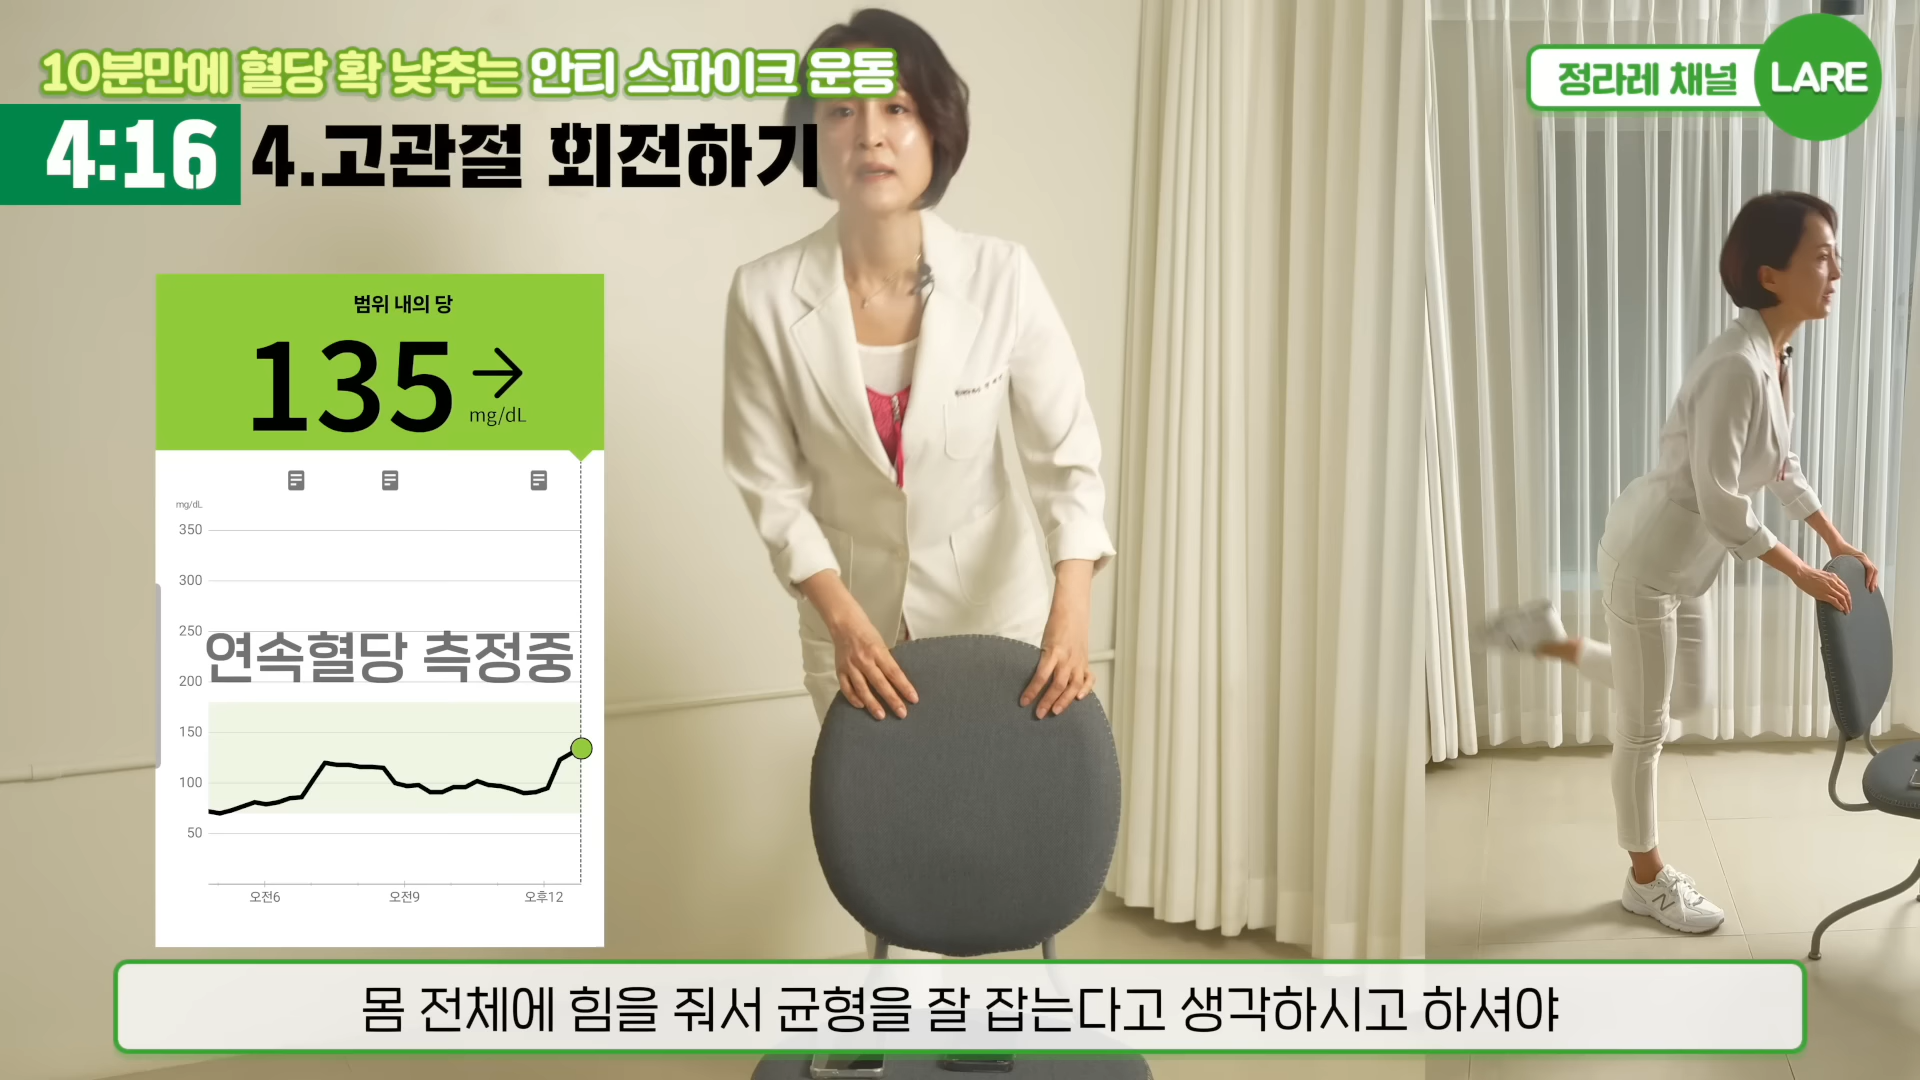 10분만에 혈당 확 낮추는 안티 스파이크 운동
정라레 채널 LARE
4:16 4.고관절 회전하기
범위 내의 당
135→
mg/dL
mg/dL
350
300
250
연속혈당 측정중
200
150
100
50
오전6 오전9 오후12
N
몸 전체에 힘을 줘서 균형을 잘 잡는다고 생각하시고 하셔야